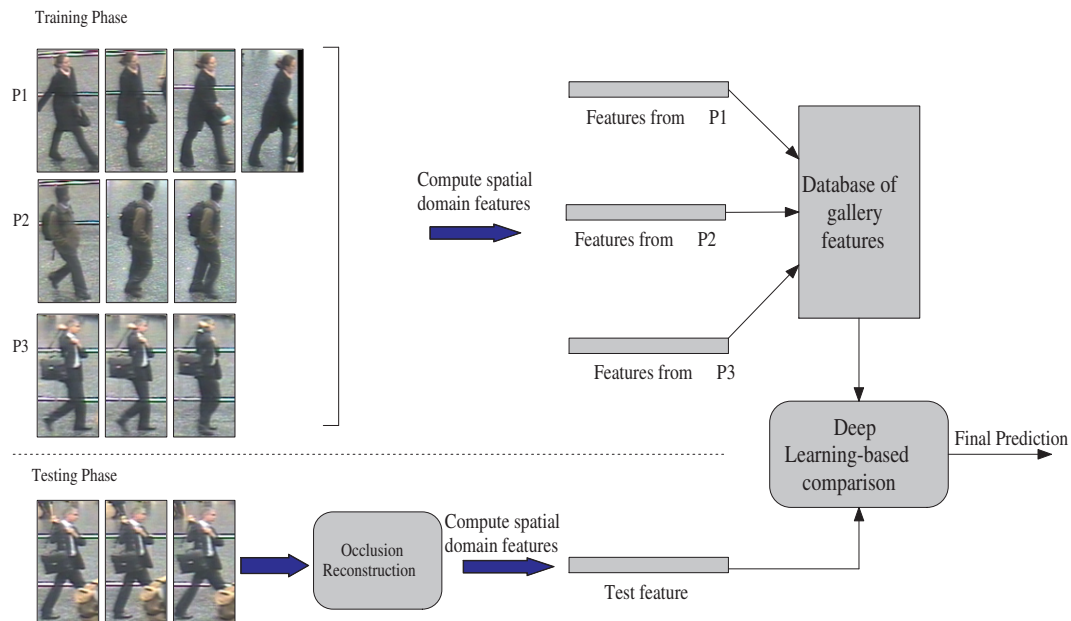 Training Phase
P1
P2
P3
Compute spatial
domain features
Features from P1
Features from P2
Features from P3
Database of
gallery
features
Deep
Learning-based
comparison
Final Prediction
Testing Phase
Occlusion
Reconstruction
Compute spatial
domain features
Test feature